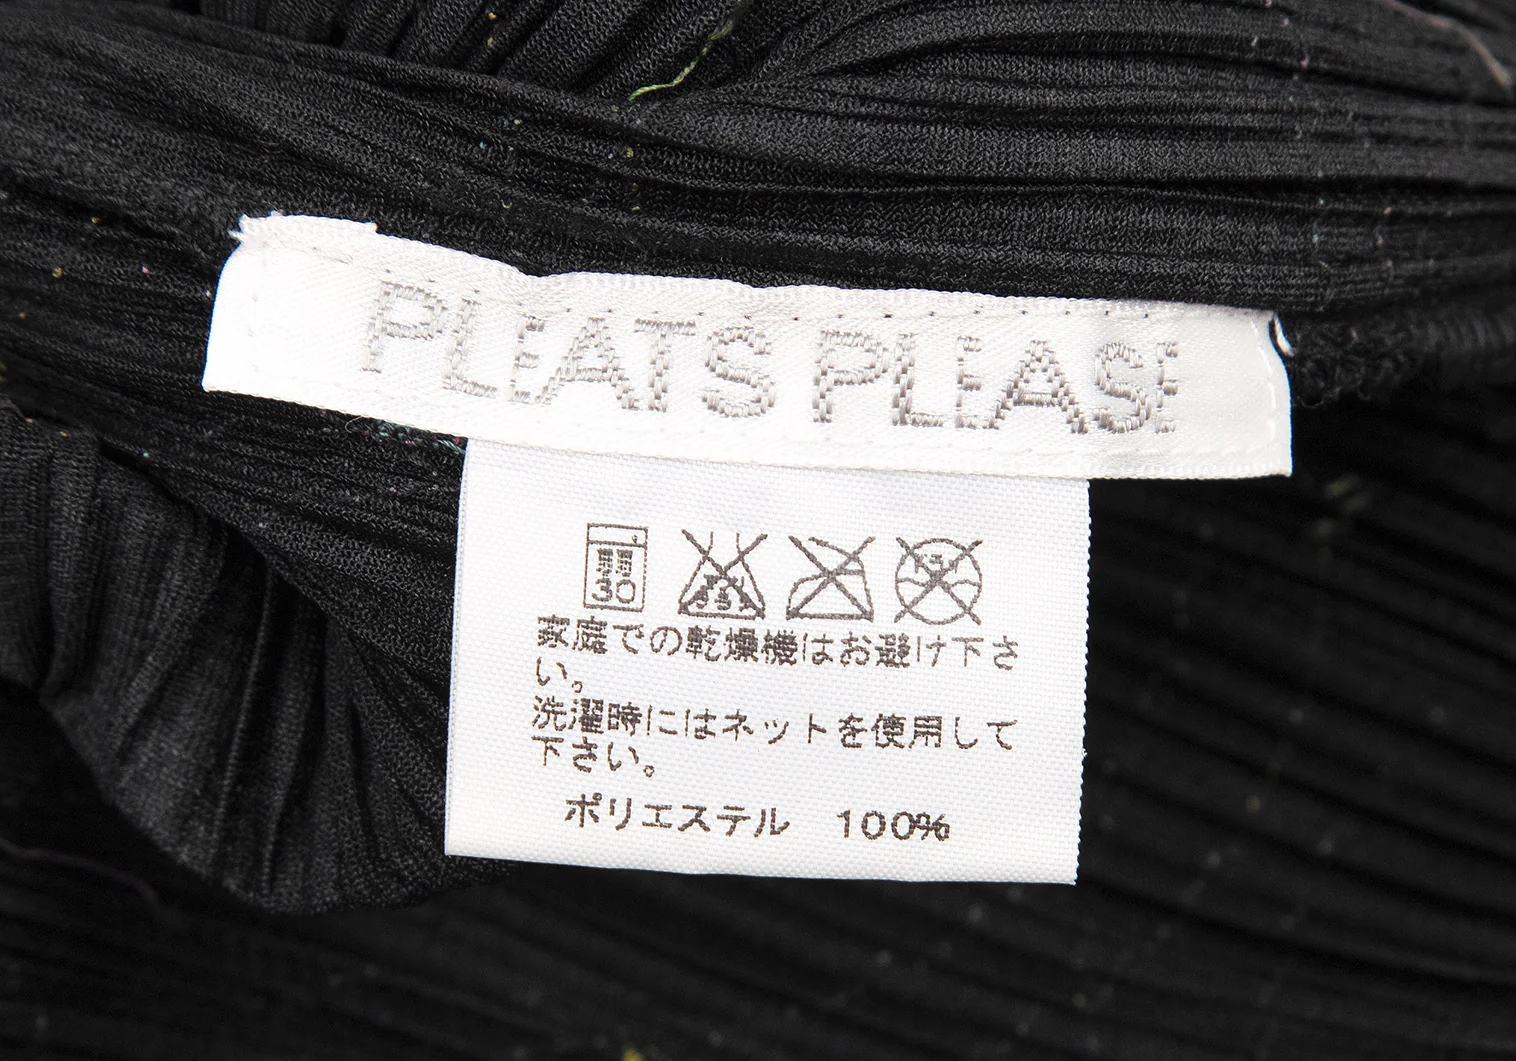 PLEATS PLEASE
30
家庭での乾燥機はお避け下さ
い。
洗濯時にはネットを使用して
下さい。
ポリエステル 100%